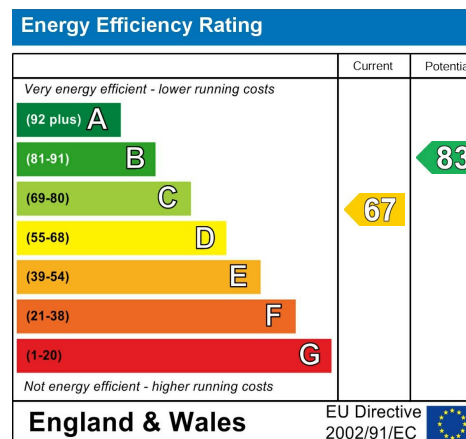 Energy Efficiency Rating
Current Potentia
Very energy efficient - lower running costs
(92 plus) A
(81-91) B
(69-80) C
(55-68) D
(39-54) E
(21-38) F
(1-20) G
67
83
Not energy efficient - higher running costs
England & Wales
EU Directive
2002/91/EC